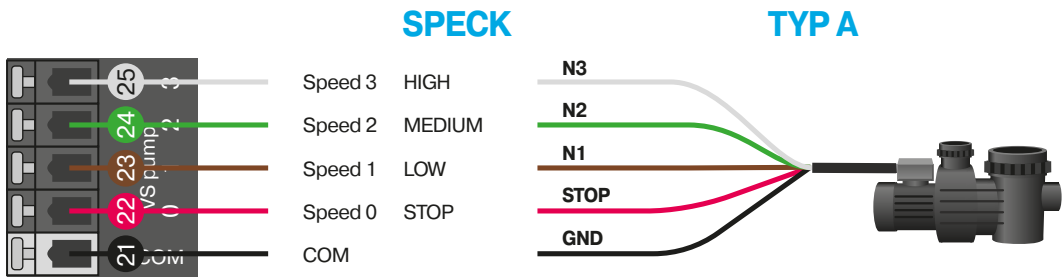 SPECK TYP A
25 3 Speed 3 HIGH N3
24 2 Speed 2 MEDIUM N2
23 Speed 1 LOW N1
22 0 Speed 0 STOP STOP
21 COM COM GND
VS pump